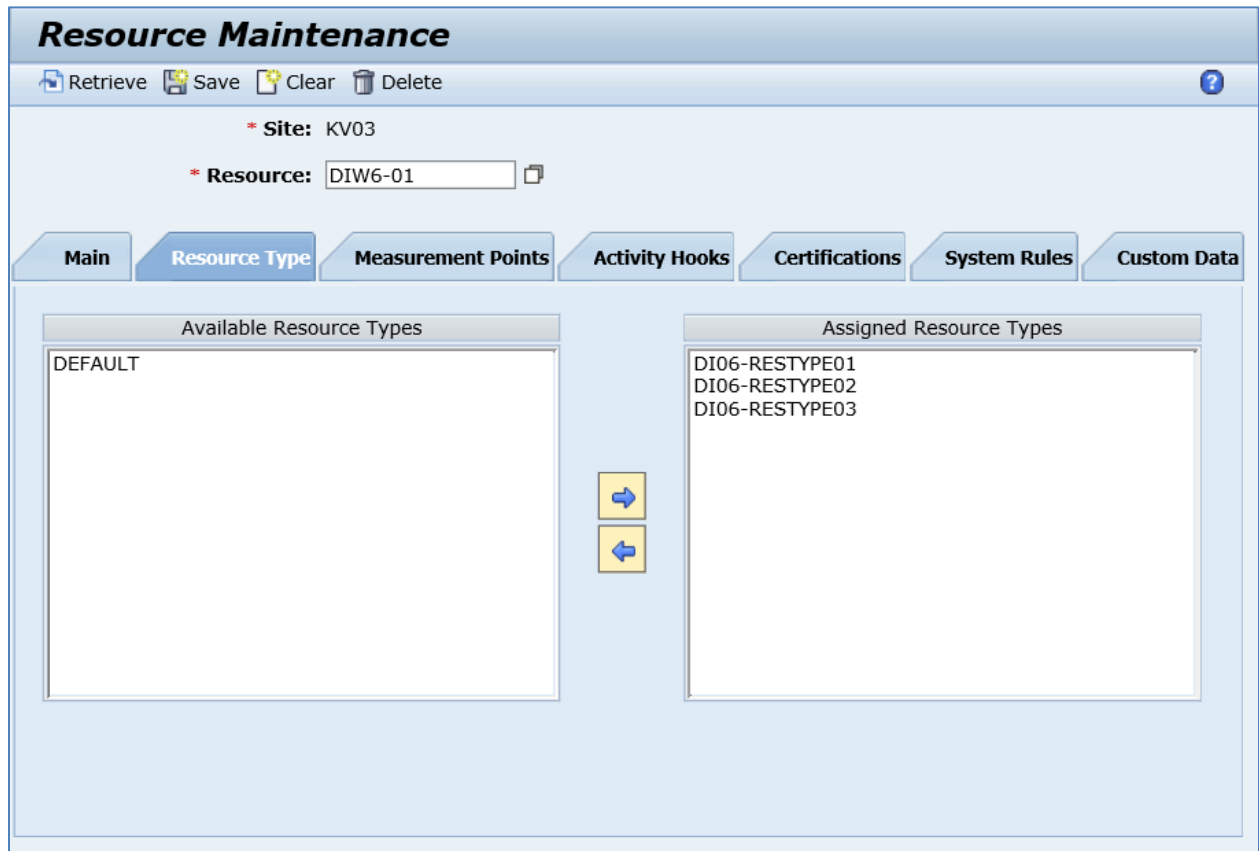 Resource Maintenance
Retrieve Save Clear Delete ?
* Site: KV03
* Resource: DIW6-01
Main Resource Type Measurement Points Activity Hooks Certifications System Rules Custom Data
Available Resource Types Assigned Resource Types
DEFAULT DI06-RESTYPE01
DI06-RESTYPE02
DI06-RESTYPE03